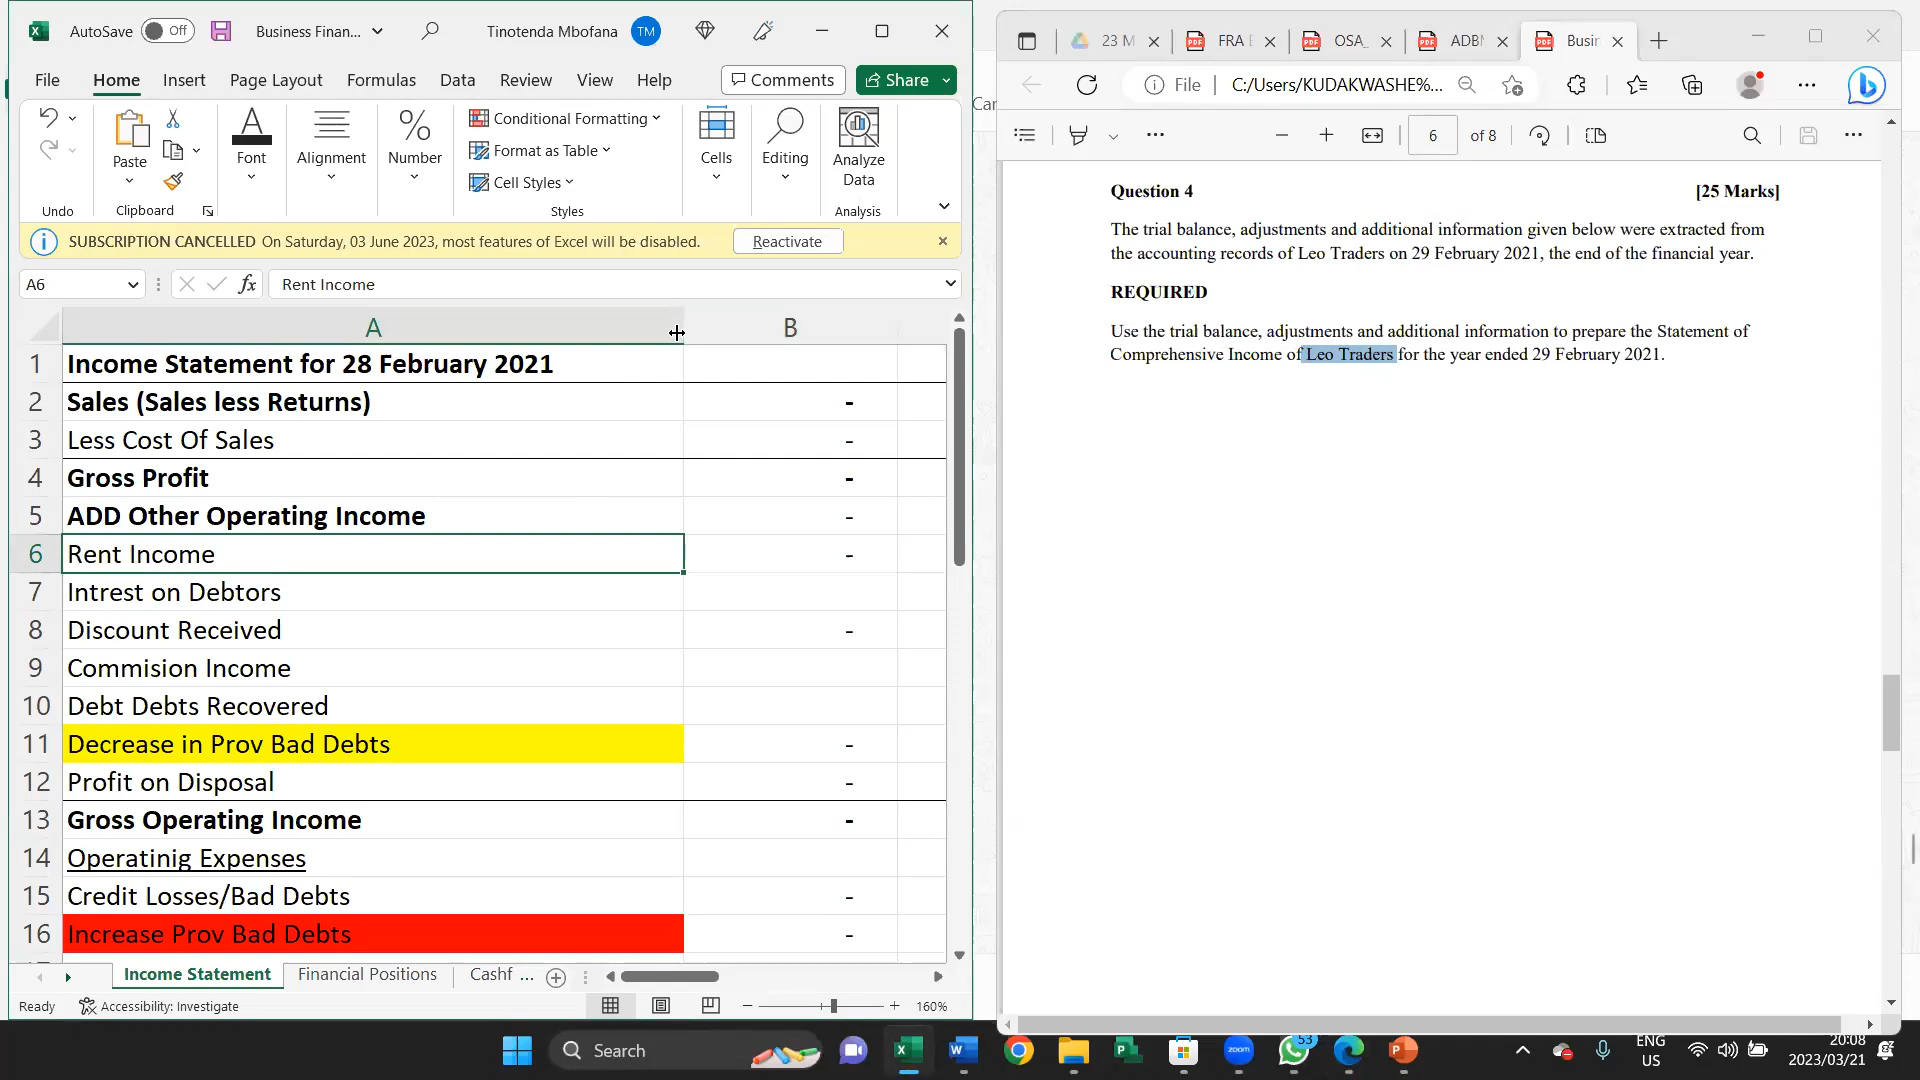 AutoSave Off Business Finan... Tinotenda Mbofana TM
File Home Insert Page Layout Formulas Data Review View Help Comments Share
Paste Font Alignment Number Conditional Formatting Format as Table Cell Styles Cells Editing Analyze Data
Undo Clipboard Styles Analysis
SUBSCRIPTION CANCELLED On Saturday, 03 June 2023, most features of Excel will be disabled. Reactivate
A6 fx Rent Income
A B
1 Income Statement for 28 February 2021
2 Sales (Sales less Returns) -
3 Less Cost Of Sales -
4 Gross Profit -
5 ADD Other Operating Income -
6 Rent Income -
7 Intrest on Debtors
8 Discount Received -
9 Commision Income
10 Debt Debts Recovered
11 Decrease in Prov Bad Debts -
12 Profit on Disposal -
13 Gross Operating Income -
14 Operatinig Expenses
15 Credit Losses/Bad Debts -
16 Increase Prov Bad Debts -
Income Statement Financial Positions Cashf ...
Ready Accessibility: Investigate 160%
23 M FRA OSA_ ADBM Busin
File C:/Users/KUDAKWASHE%...
6 of 8
Question 4 [25 Marks]
The trial balance, adjustments and additional information given below were extracted from
the accounting records of Leo Traders on 29 February 2021, the end of the financial year.
REQUIRED
Use the trial balance, adjustments and additional information to prepare the Statement of
Comprehensive Income of Leo Traders for the year ended 29 February 2021.
Search zoom 53 ENG US 20:08 2023/03/21